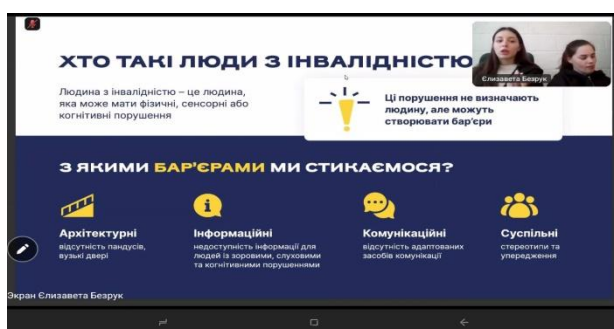 ХТО ТАКІ ЛЮДИ З ІНВАЛІДНІСТЮ
Єлизавета Безрук
Людина з інвалідністю – це людина,
яка може мати фізичні, сенсорні або
когнітивні порушення
Ці порушення не визначають
людину, але можуть
створювати бар'єри
З ЯКИМИ БАР'ЄРАМИ МИ СТИКАЄМОСЯ?
Архітектурні
відсутність пандусів,
вузькі двері
Інформаційні
недоступність інформації для
людей із зоровими, слуховими
та когнітивними порушеннями
Комунікаційні
відсутність адаптованих
засобів комунікації
Суспільні
стереотипи та
упередження
Экран Єлизавета Безрук